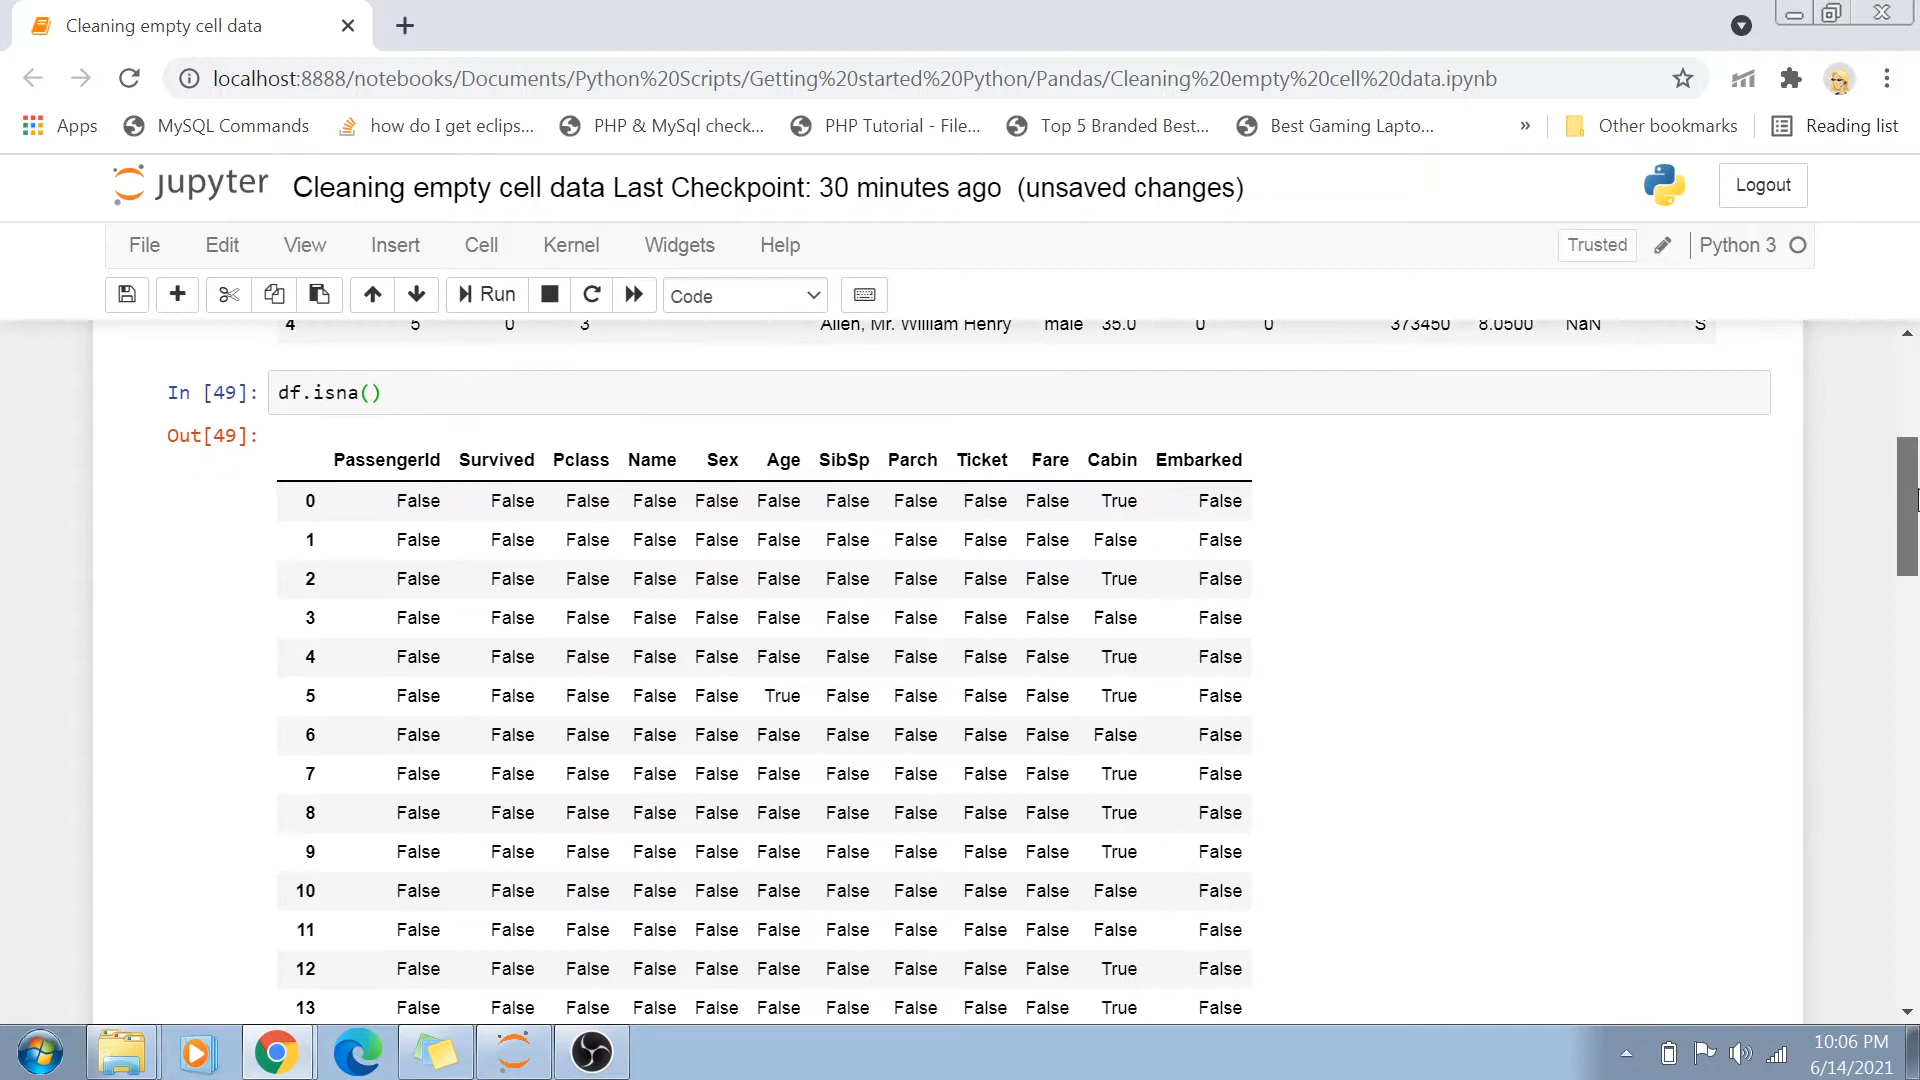 Cleaning empty cell data
localhost:8888/notebooks/Documents/Python%20Scripts/Getting%20started%20Python/Pandas/Cleaning%20empty%20cell%20data.ipynb
Apps MySQL Commands how do I get eclips... PHP & MySql check... PHP Tutorial - File... Top 5 Branded Best... Best Gaming Lapto... » Other bookmarks Reading list
jupyter Cleaning empty cell data Last Checkpoint: 30 minutes ago (unsaved changes) Logout
File Edit View Insert Cell Kernel Widgets Help Trusted Python 3
Run Code
4 5 0 3 Allen, Mr. William Henry male 35.0 0 0 373450 8.0500 NaN S
In [49]: df.isna()
Out[49]:
PassengerId Survived Pclass Name Sex Age SibSp Parch Ticket Fare Cabin Embarked
0 False False False False False False False False False False True False
1 False False False False False False False False False False False False
2 False False False False False False False False False False True False
3 False False False False False False False False False False False False
4 False False False False False False False False False False True False
5 False False False False False True False False False False True False
6 False False False False False False False False False False False False
7 False False False False False False False False False False True False
8 False False False False False False False False False False True False
9 False False False False False False False False False False True False
10 False False False False False False False False False False False False
11 False False False False False False False False False False False False
12 False False False False False False False False False False True False
13 False False False False False False False False False False True False
10:06 PM
6/14/2021